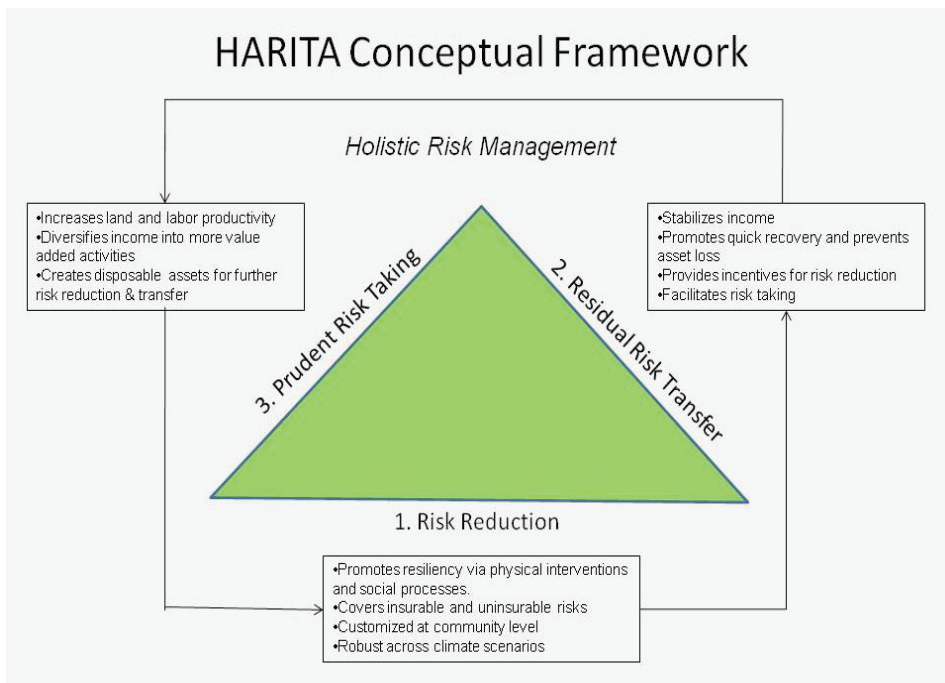 HARITA Conceptual Framework
Holistic Risk Management
•Increases land and labor productivity
•Diversifies income into more value
added activities
•Creates disposable assets for further
risk reduction & transfer
•Stabilizes income
•Promotes quick recovery and prevents
asset loss
•Provides incentives for risk reduction
•Facilitates risk taking
3. Prudent Risk Taking
2. Residual Risk Transfer
1. Risk Reduction
•Promotes resiliency via physical interventions
and social processes.
•Covers insurable and uninsurable risks
•Customized at community level
•Robust across climate scenarios